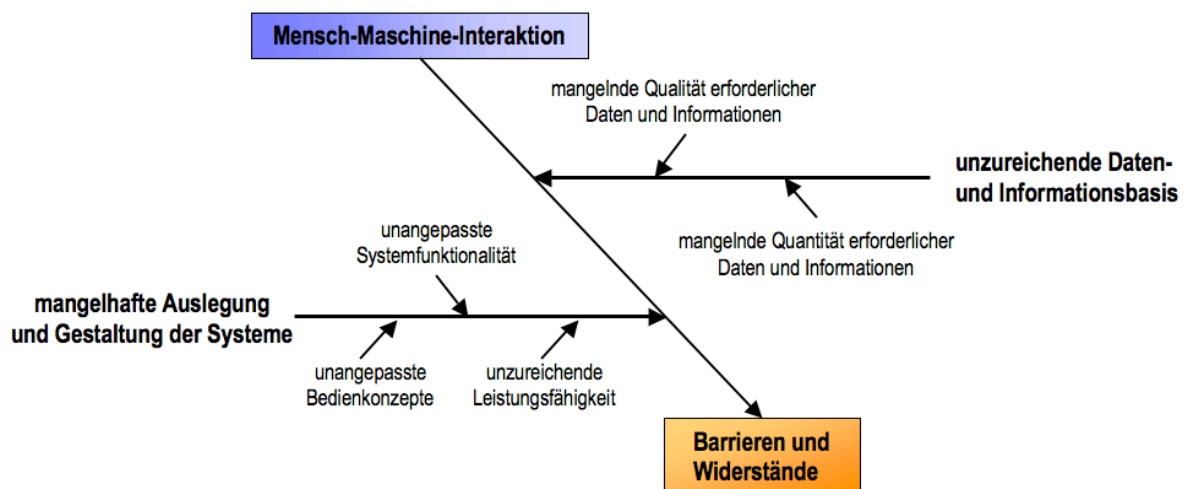 Mensch-Maschine-Interaktion
mangelnde Qualität erforderlicher
Daten und Informationen
unzureichende Daten-
und Informationsbasis
mangelnde Quantität erforderlicher
Daten und Informationen
unangepasste
Systemfunktionalität
mangelhafte Auslegung
und Gestaltung der Systeme
unangepasste
Bedienkonzepte
unzureichende
Leistungsfähigkeit
Barrieren und
Widerstände